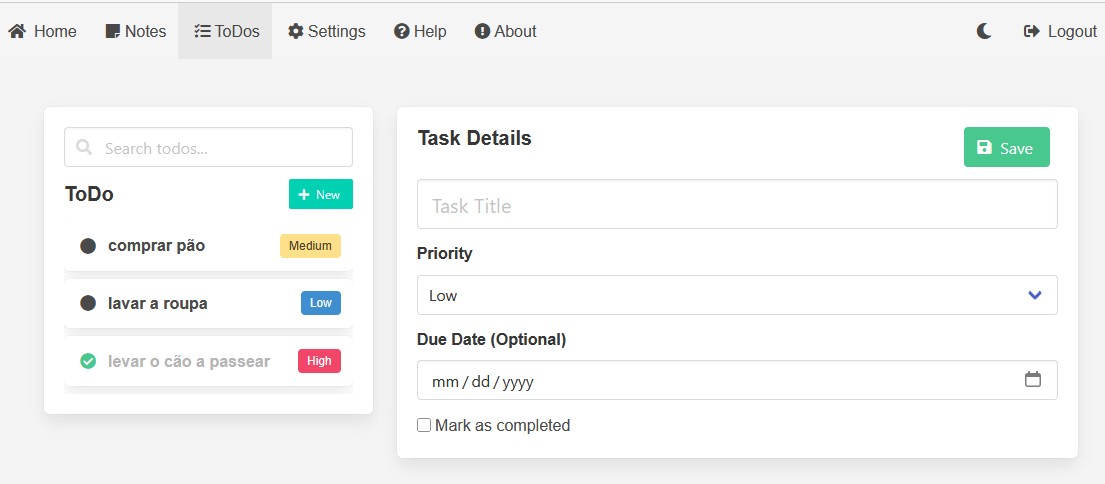 Home Notes ToDos Settings Help About Logout
Search todos...
ToDo New
comprar pão Medium
lavar a roupa Low
levar o cão a passear High
Task Details Save
Task Title
Priority
Low
Due Date (Optional)
mm/dd/yyyy
Mark as completed